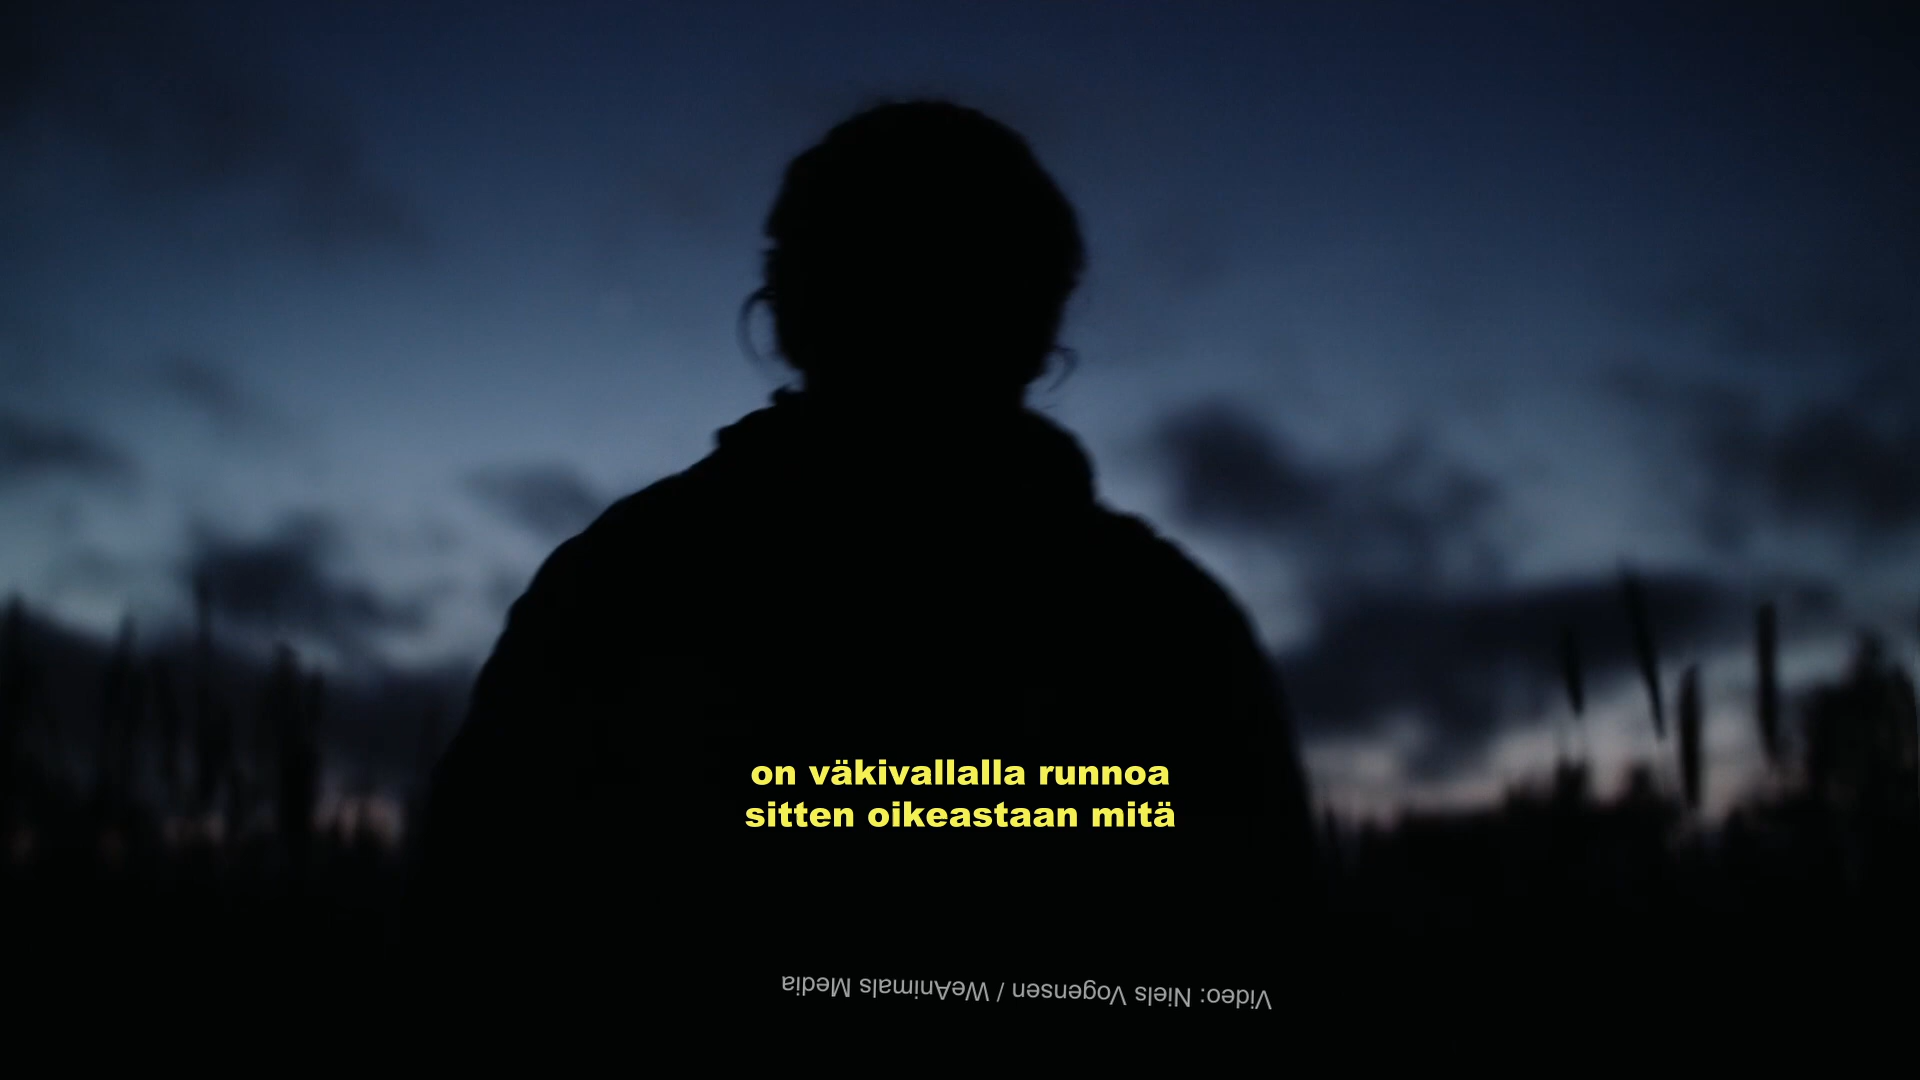 on väkivallalla runnoa
sitten oikeastaan mitä
Video: Niels Vogensen / WeAnimals Media